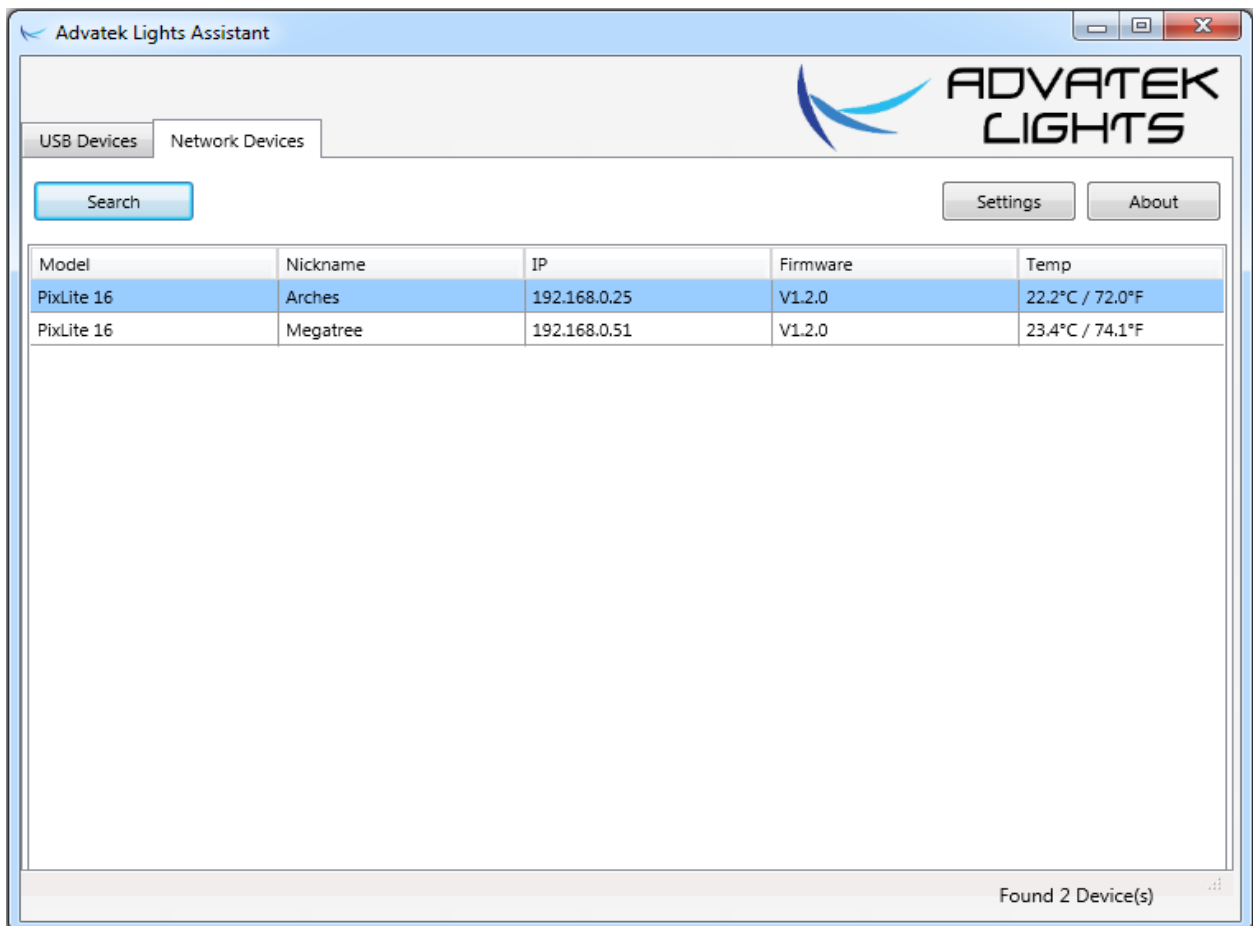 Advatek Lights Assistant
ADVATEK
LIGHTS
USB Devices Network Devices
Search Settings About
Model Nickname IP Firmware Temp
PixLite 16 Arches 192.168.0.25 V1.2.0 22.2°C / 72.0°F
PixLite 16 Megatree 192.168.0.51 V1.2.0 23.4°C / 74.1°F
Found 2 Device(s)